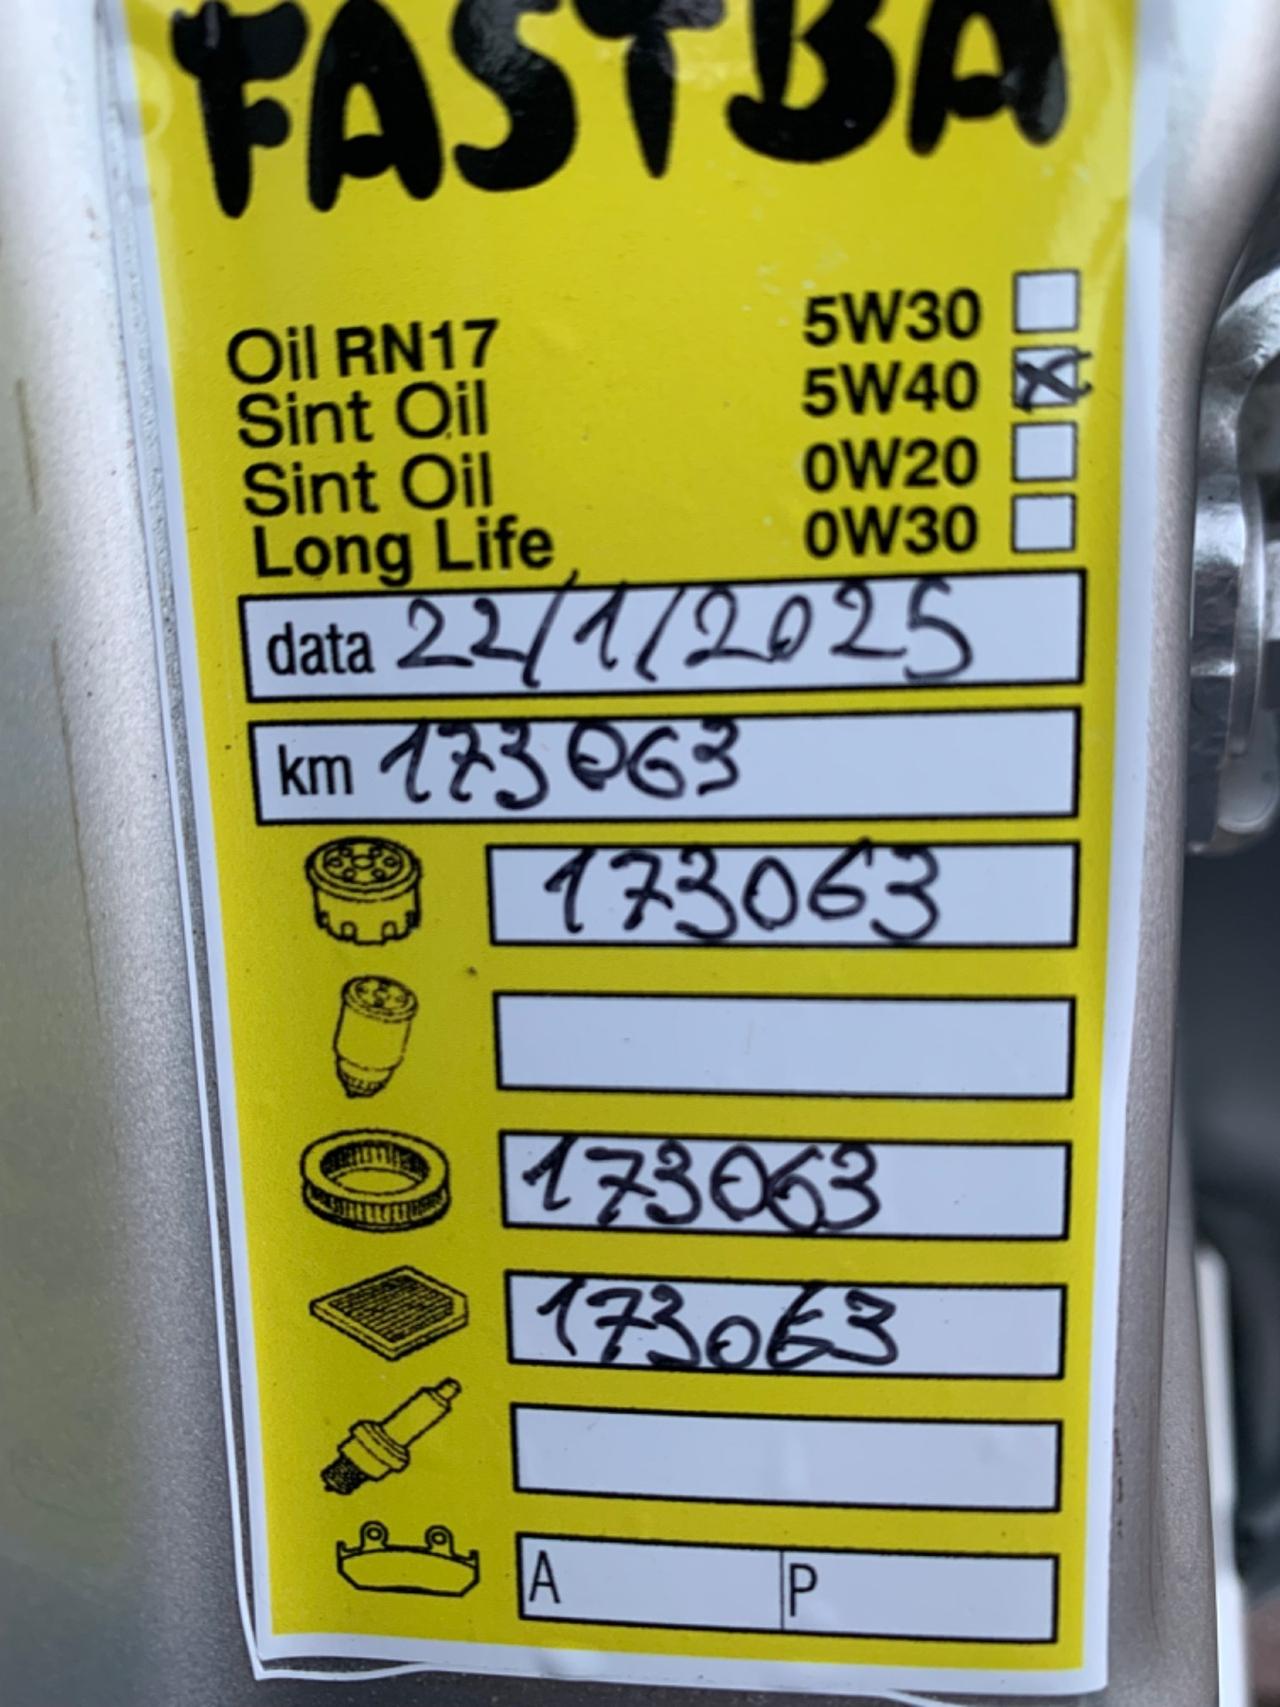 FASTBA
Oil RN17 5W30
Sint Oil 5W40 X
Sint Oil 0W20
Long Life 0W30
data 22/1/2025
km 173063
173063
173063
173063
A P